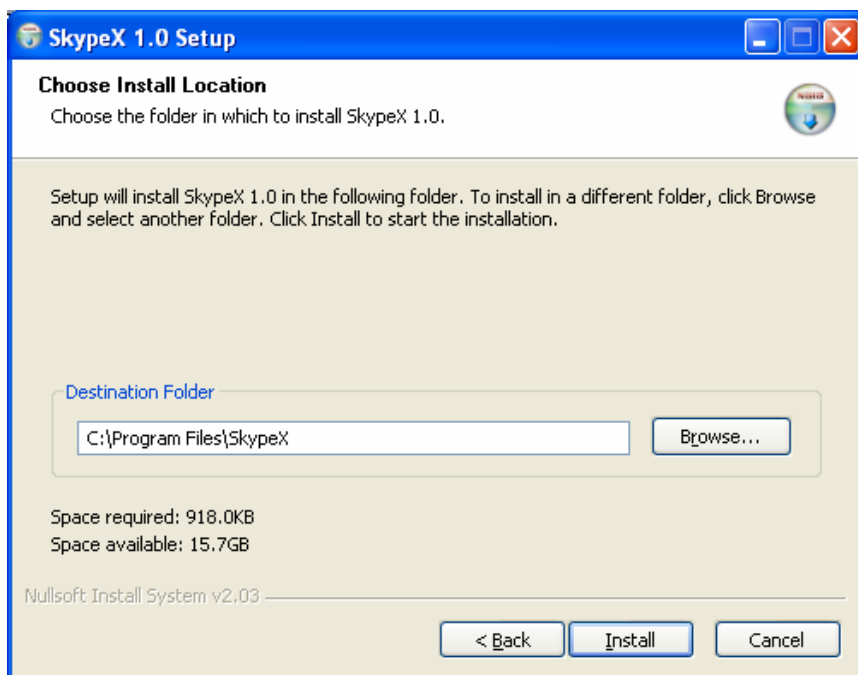 SkypeX 1.0 Setup
Choose Install Location
Choose the folder in which to install SkypeX 1.0.
Setup will install SkypeX 1.0 in the following folder. To install in a different folder, click Browse
and select another folder. Click Install to start the installation.
Destination Folder
C:\Program Files\SkypeX
Browse...
Space required: 918.0KB
Space available: 15.7GB
Nullsoft Install System v2.03
< Back
Install
Cancel